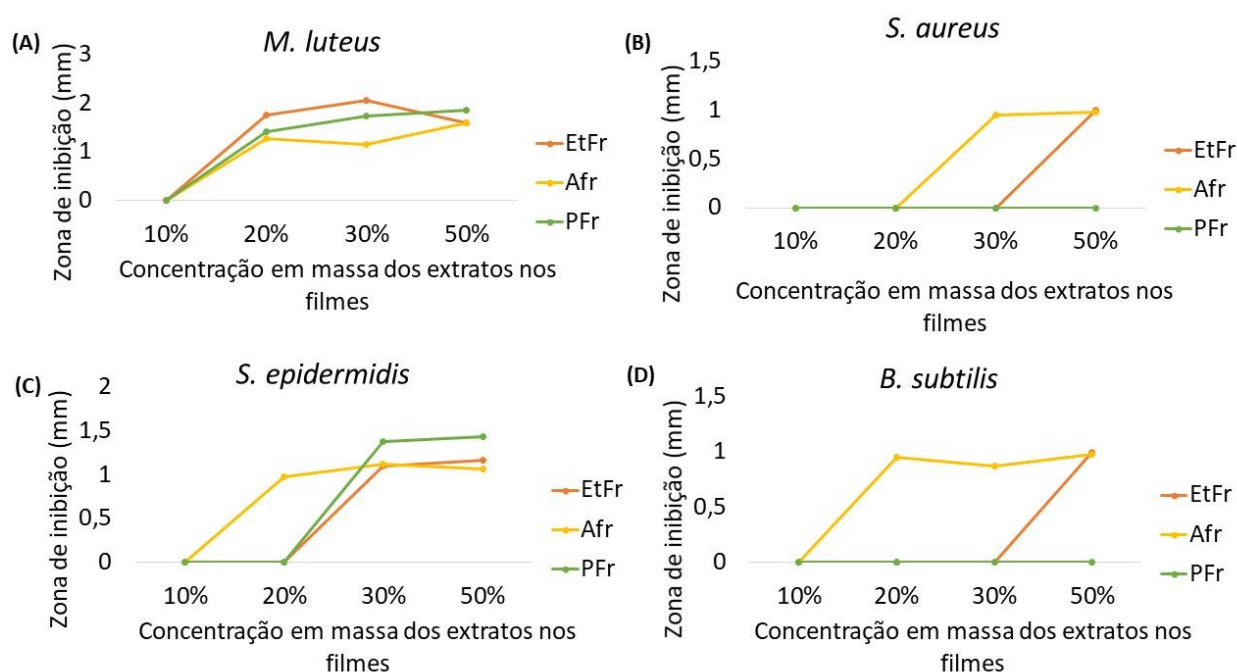 (A)
M. luteus
Zona de inibição (mm)
3
2
1
0
10% 20% 30% 50%
Concentração em massa dos extratos nos
filmes
EtFr
Afr
PFr
(B)
S. aureus
Zona de inibição (mm)
1,5
1
0,5
0
10% 20% 30% 50%
Concentração em massa dos extratos nos
filmes
EtFr
Afr
PFr
(C)
S. epidermidis
Zona de inibição (mm)
2
1,5
1
0,5
0
10% 20% 30% 50%
Concentração em massa dos extratos nos
filmes
EtFr
Afr
PFr
(D)
B. subtilis
Zona de inibição (mm)
1,5
1
0,5
0
10% 20% 30% 50%
Concentração em massa dos extratos nos
filmes
EtFr
Afr
PFr